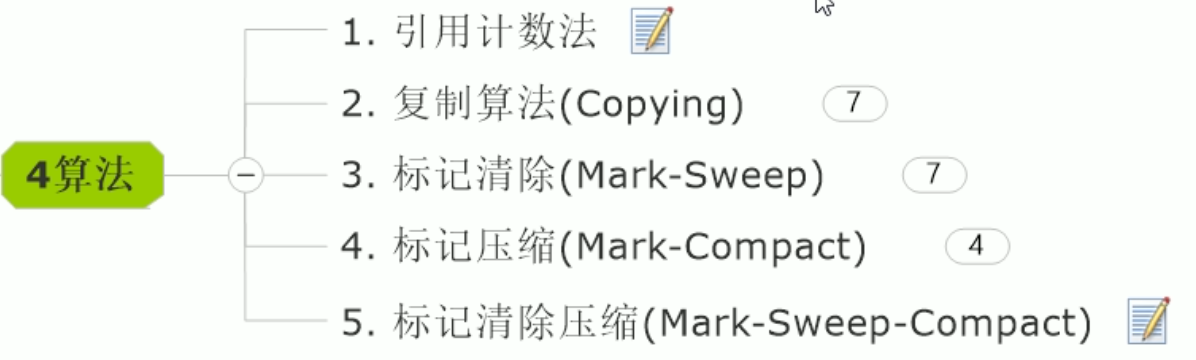 1. 引用计数法
2. 复制算法(Copying) 7
4算法
3. 标记清除(Mark-Sweep) 7
4. 标记压缩(Mark-Compact) 4
5. 标记清除压缩(Mark-Sweep-Compact)